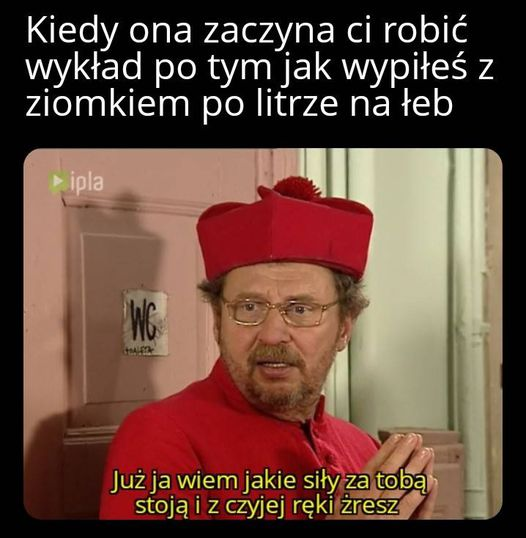 Kiedy ona zaczyna ci robić
wykład po tym jak wypiłeś z
ziomkiem po litrze na łeb
ipla
WC
TOALETA
Już ja wiem jakie siły za tobą
stoją i z czyjej ręki żresz